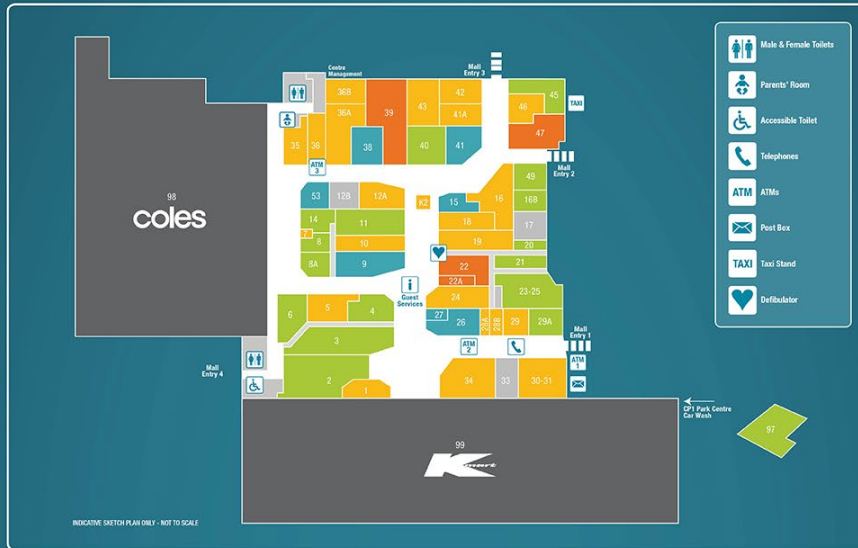 Male & Female Toilets
Parents' Room
Accessible Toilet
Telephones
ATM
ATMs
Post Box
TAXI
Taxi Stand
Defibulator
Mall
Entry 3
Centre
Management
36B
36A
39
43
42
41A
46
45
TAXI
47
35
36
38
40
41
ATM
3
Mall
Entry 2
98
coles
53
12B
12A
K2
15
16
49
16B
14
11
18
17
7
8
10
19
20
8A
9
22
21
i
Guest
Services
22A
24
23-25
6
5
4
27
26
28A
28B
29
29A
3
Mall
Entry 1
ATM
2
ATM
1
Mall
Entry 4
2
1
34
33
30-31
CP1 Park Centre
Car Wash
97
99
Kmart
INDICATIVE SKETCH PLAN ONLY - NOT TO SCALE